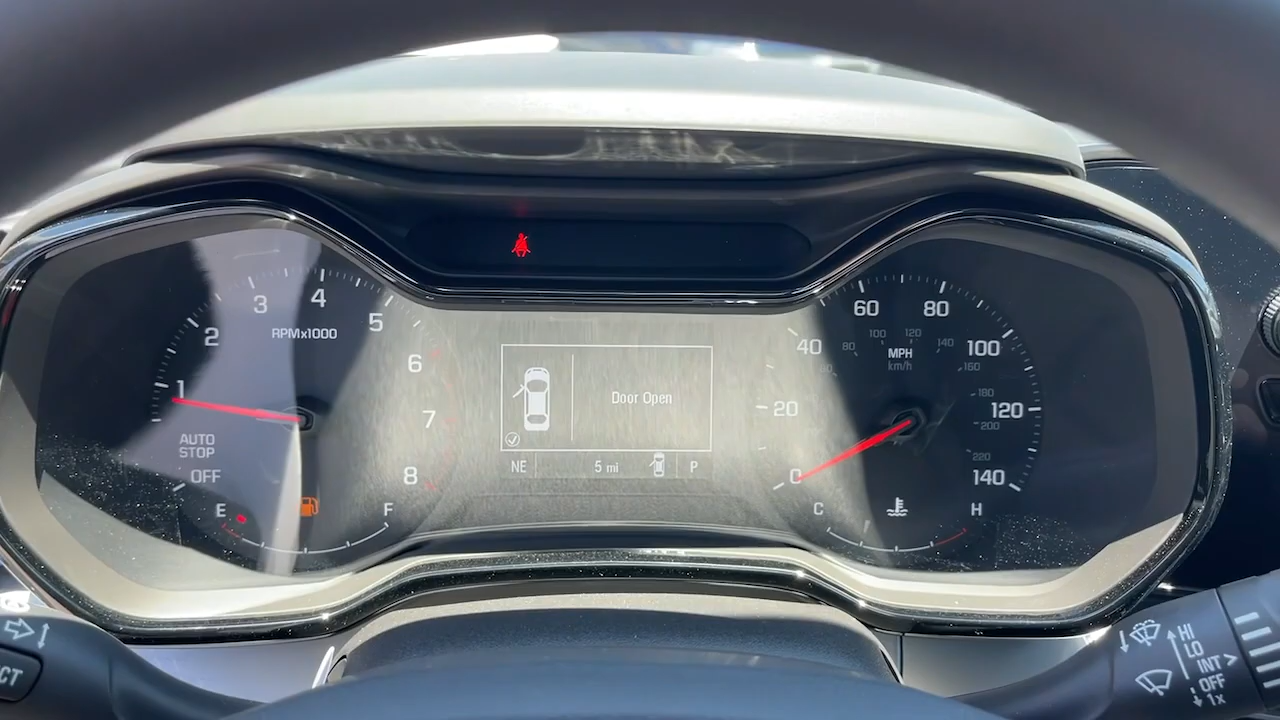 1
2
3
4
5
6
7
8
RPMx1000
AUTO
STOP
OFF
E
F
Door Open
NE
5 mi
P
0
20
40
60
80
100
120
140
80
100
120
140
160
180
200
220
MPH
km/h
C
H
CT
HI
LO
INT
OFF
1x